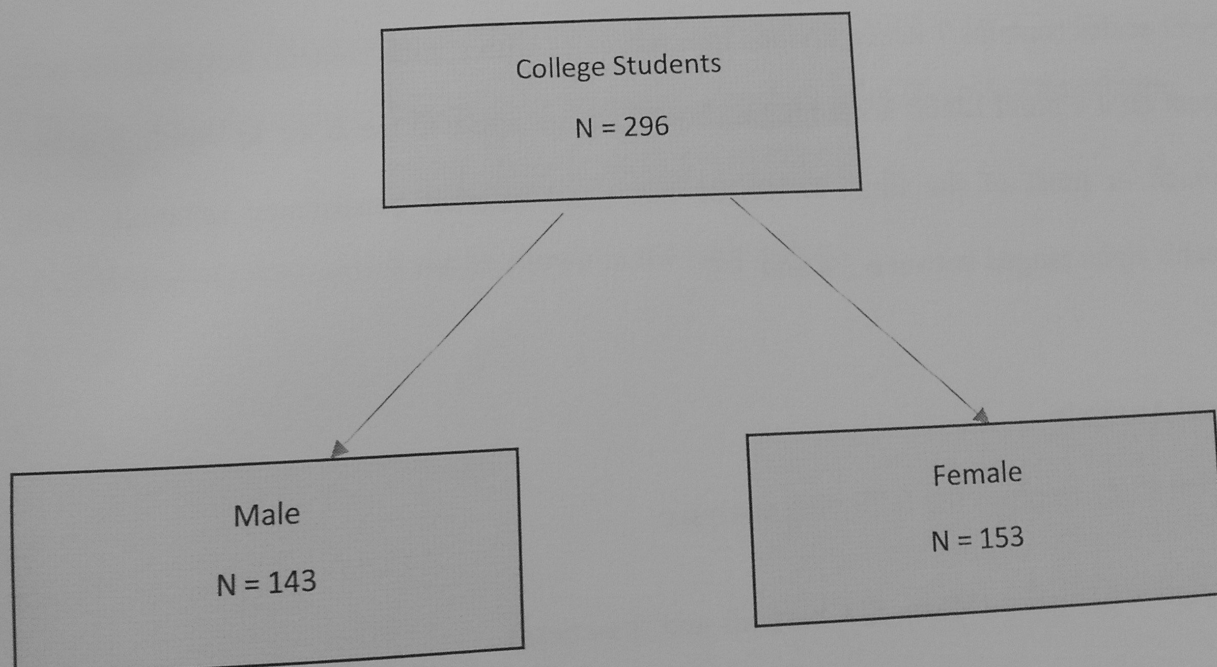 College Students
N = 296
Male
N = 143
Female
N = 153